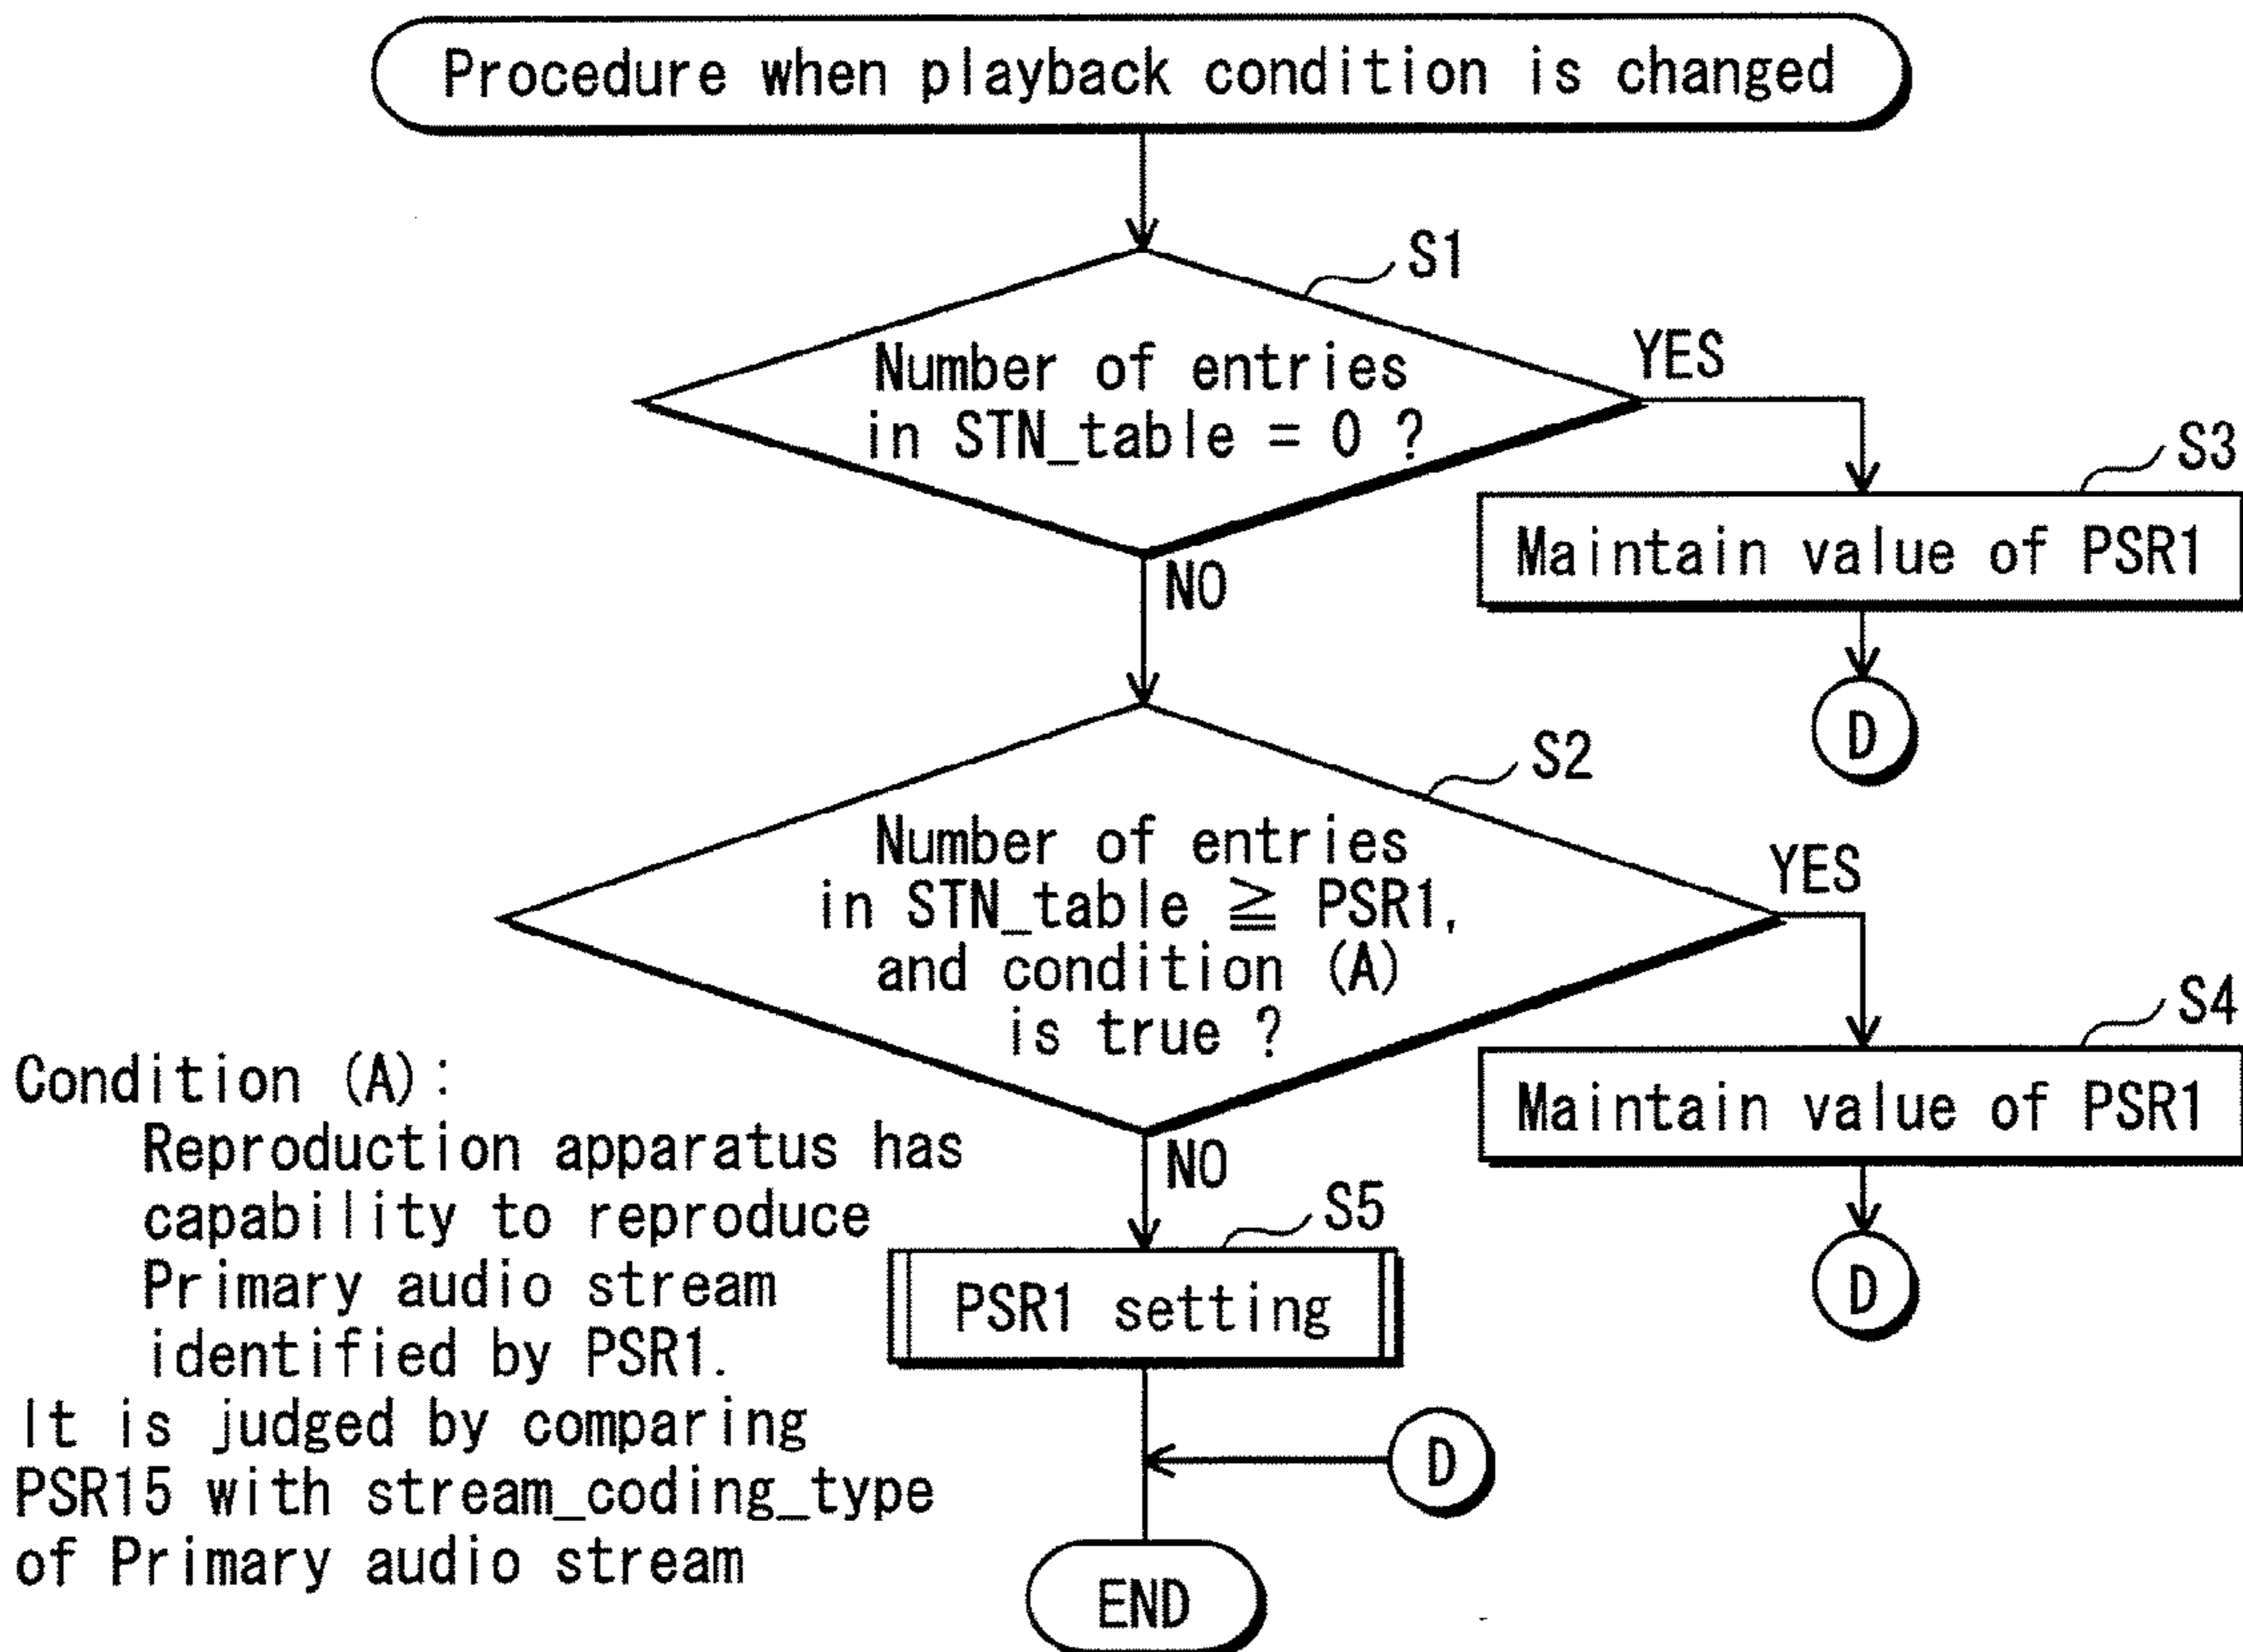 Procedure when playback condition is changed
S1
Number of entries
in STN_table = 0 ?
YES
NO
S3
Maintain value of PSR1
D
S2
Number of entries
in STN_table ≧ PSR1,
and condition (A)
is true ?
YES
NO
S4
Maintain value of PSR1
D
Condition (A):
Reproduction apparatus has
capability to reproduce
Primary audio stream
identified by PSR1.
It is judged by comparing
PSR15 with stream_coding_type
of Primary audio stream
S5
PSR1 setting
D
END